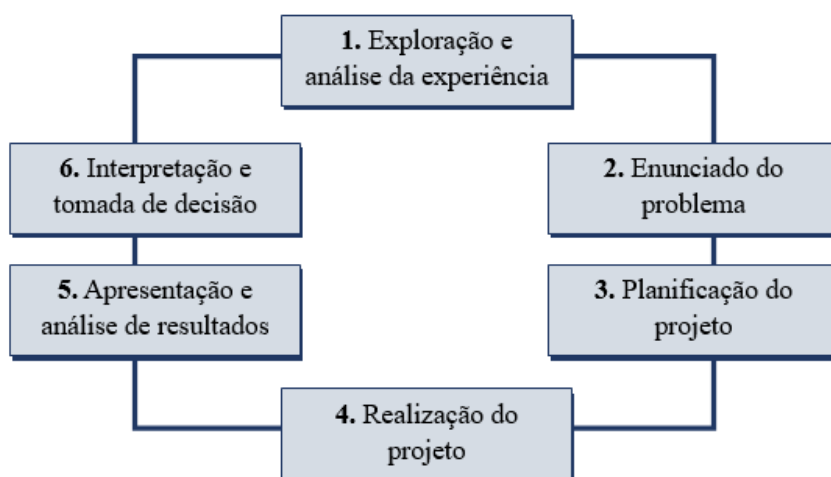 1. Exploração e
análise da experiência
2. Enunciado do
problema
3. Planificação do
projeto
4. Realização do
projeto
5. Apresentação e
análise de resultados
6. Interpretação e
tomada de decisão